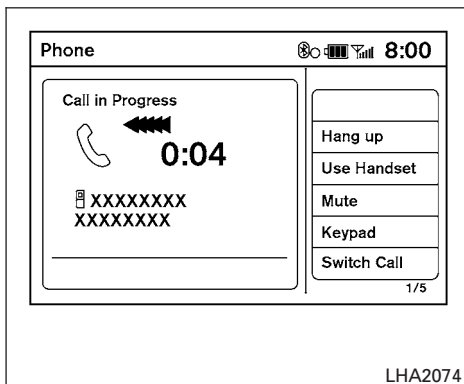 Phone 8:00
Call in Progress
0:04
XXXXXXXX
XXXXXXXX
Hang up
Use Handset
Mute
Keypad
Switch Call
1/5
LHA2074